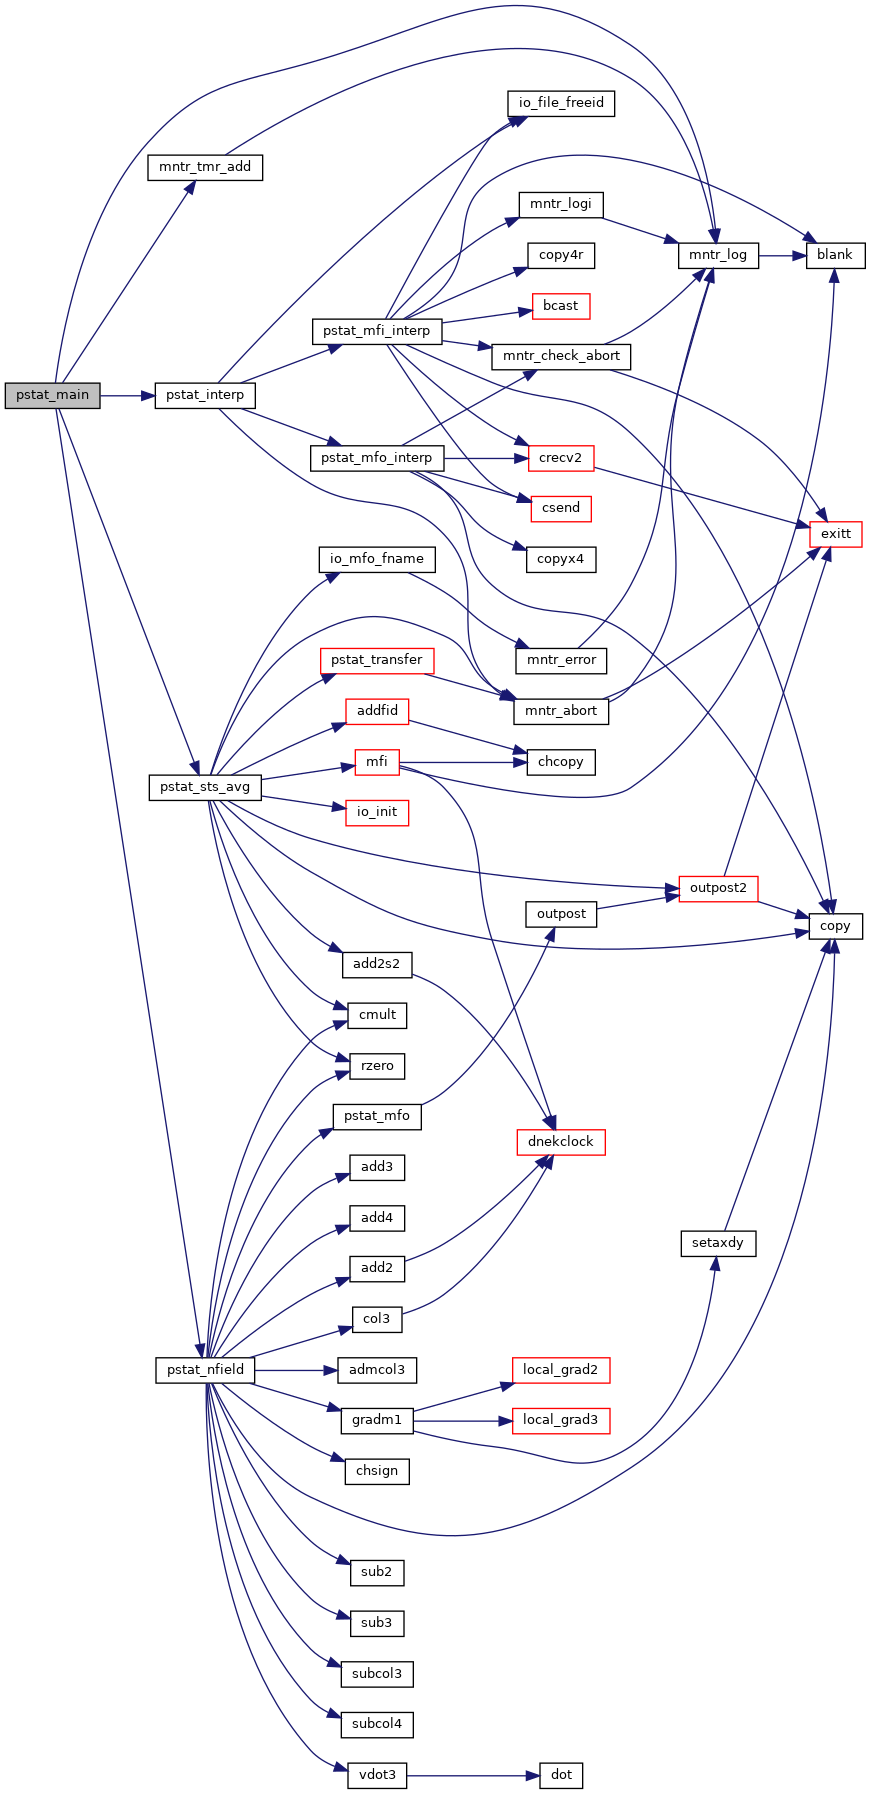 io_file_freeid
mntr_tmr_add
mntr_logi
copy4r
mntr_log
blank
bcast
pstat_mfi_interp
mntr_check_abort
pstat_main
pstat_interp
pstat_mfo_interp
crecv2
csend
exitt
io_mfo_fname
copyx4
pstat_transfer
mntr_error
addfid
mntr_abort
mfi
chcopy
pstat_sts_avg
io_init
outpost2
outpost
copy
add2s2
cmult
rzero
pstat_mfo
dnekclock
add3
add4
setaxdy
add2
col3
pstat_nfield
admcol3
local_grad2
gradm1
local_grad3
chsign
sub2
sub3
subcol3
subcol4
vdot3
dot